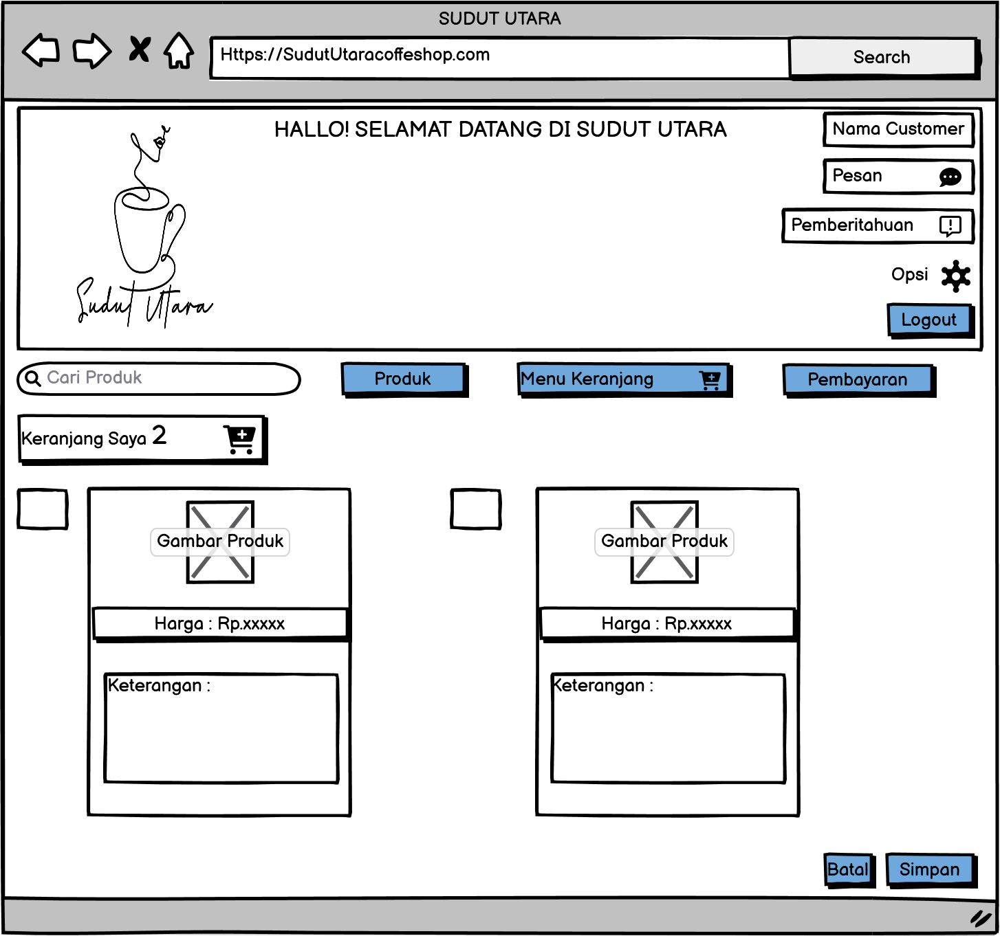 SUDUT UTARA
Https://SudutUtaracoffeshop.com
Search
HALLO! SELAMAT DATANG DI SUDUT UTARA
Nama Customer
Pesan
Pemberitahuan
Opsi
Logout
Sudut Utara
Cari Produk
Produk
Menu Keranjang
Pembayaran
Keranjang Saya 2
Gambar Produk
Gambar Produk
Harga : Rp.xxxxx
Harga : Rp.xxxxx
Keterangan :
Keterangan :
Batal
Simpan